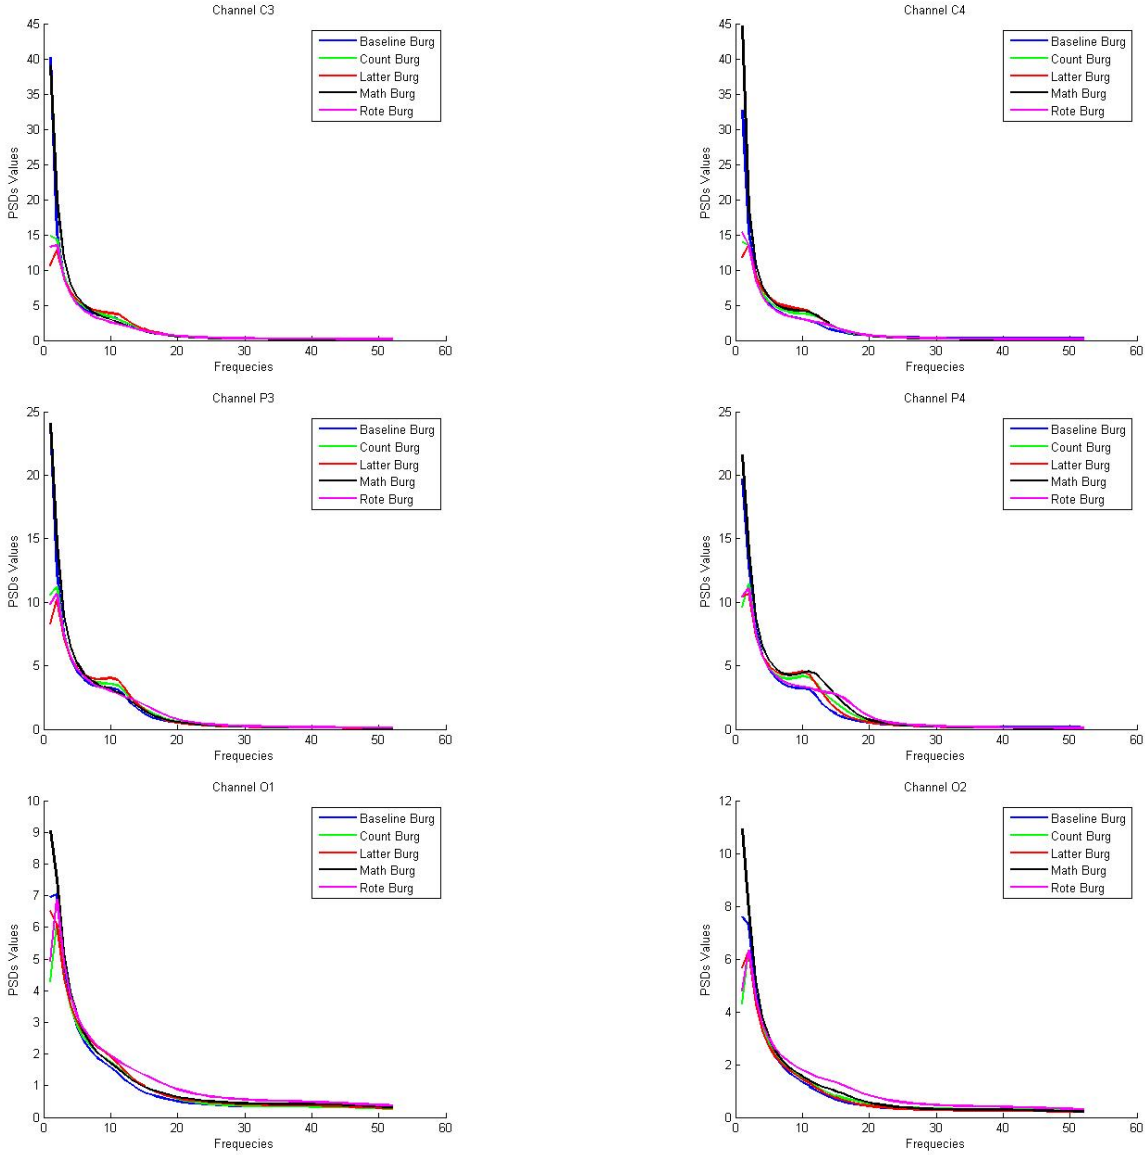 Channel C3
45
40
35
30
25
20
15
10
5
0
PSDs Values
0 10 20 30 40 50 60
Frequecies
Baseline Burg
Count Burg
Latter Burg
Math Burg
Rote Burg
Channel C4
45
40
35
30
25
20
15
10
5
0
PSDs Values
0 10 20 30 40 50 60
Frequecies
Baseline Burg
Count Burg
Latter Burg
Math Burg
Rote Burg
Channel P3
25
20
15
10
5
0
PSDs Values
0 10 20 30 40 50 60
Frequecies
Baseline Burg
Count Burg
Latter Burg
Math Burg
Rote Burg
Channel P4
25
20
15
10
5
0
PSDs Values
0 10 20 30 40 50 60
Frequecies
Baseline Burg
Count Burg
Latter Burg
Math Burg
Rote Burg
Channel O1
10
9
8
7
6
5
4
3
2
1
0
PSDs Values
0 10 20 30 40 50 60
Frequecies
Baseline Burg
Count Burg
Latter Burg
Math Burg
Rote Burg
Channel O2
12
10
8
6
4
2
0
PSDs Values
0 10 20 30 40 50 60
Frequecies
Baseline Burg
Count Burg
Latter Burg
Math Burg
Rote Burg